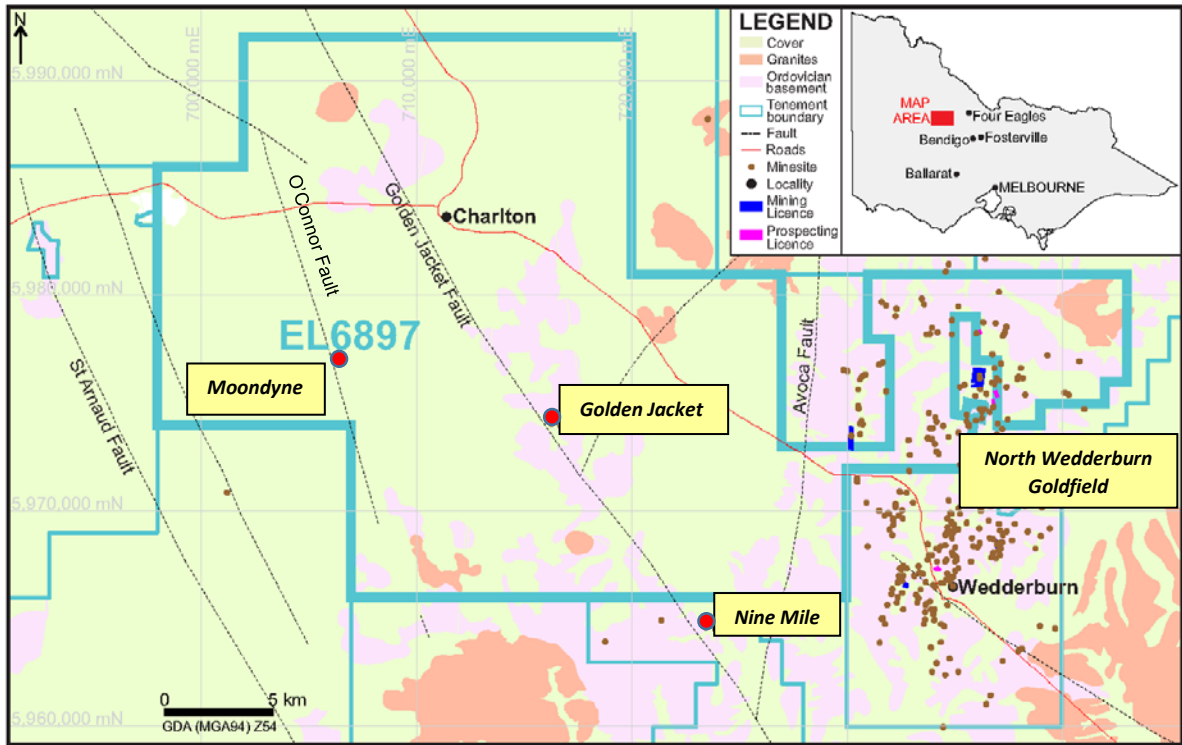 N
700,000 mE
710,000 mE
720,000 mE
5,990,000 mN
5,980,000 mN
5,970,000 mN
5,960,000 mN
LEGEND
Cover
Granites
Ordovician
basement
Tenement
boundary
Fault
Roads
Minesite
Locality
Mining
Licence
Prospecting
Licence
MAP
AREA
Four Eagles
Bendigo
Fosterville
Ballarat
MELBOURNE
Charlton
O'Connor Fault
Golden Jacket Fault
St Arnaud Fault
Avoca Fault
EL6897
Moondyne
Golden Jacket
North Wedderburn
Goldfield
Wedderburn
Nine Mile
0 5 km
GDA (MGA94) Z54